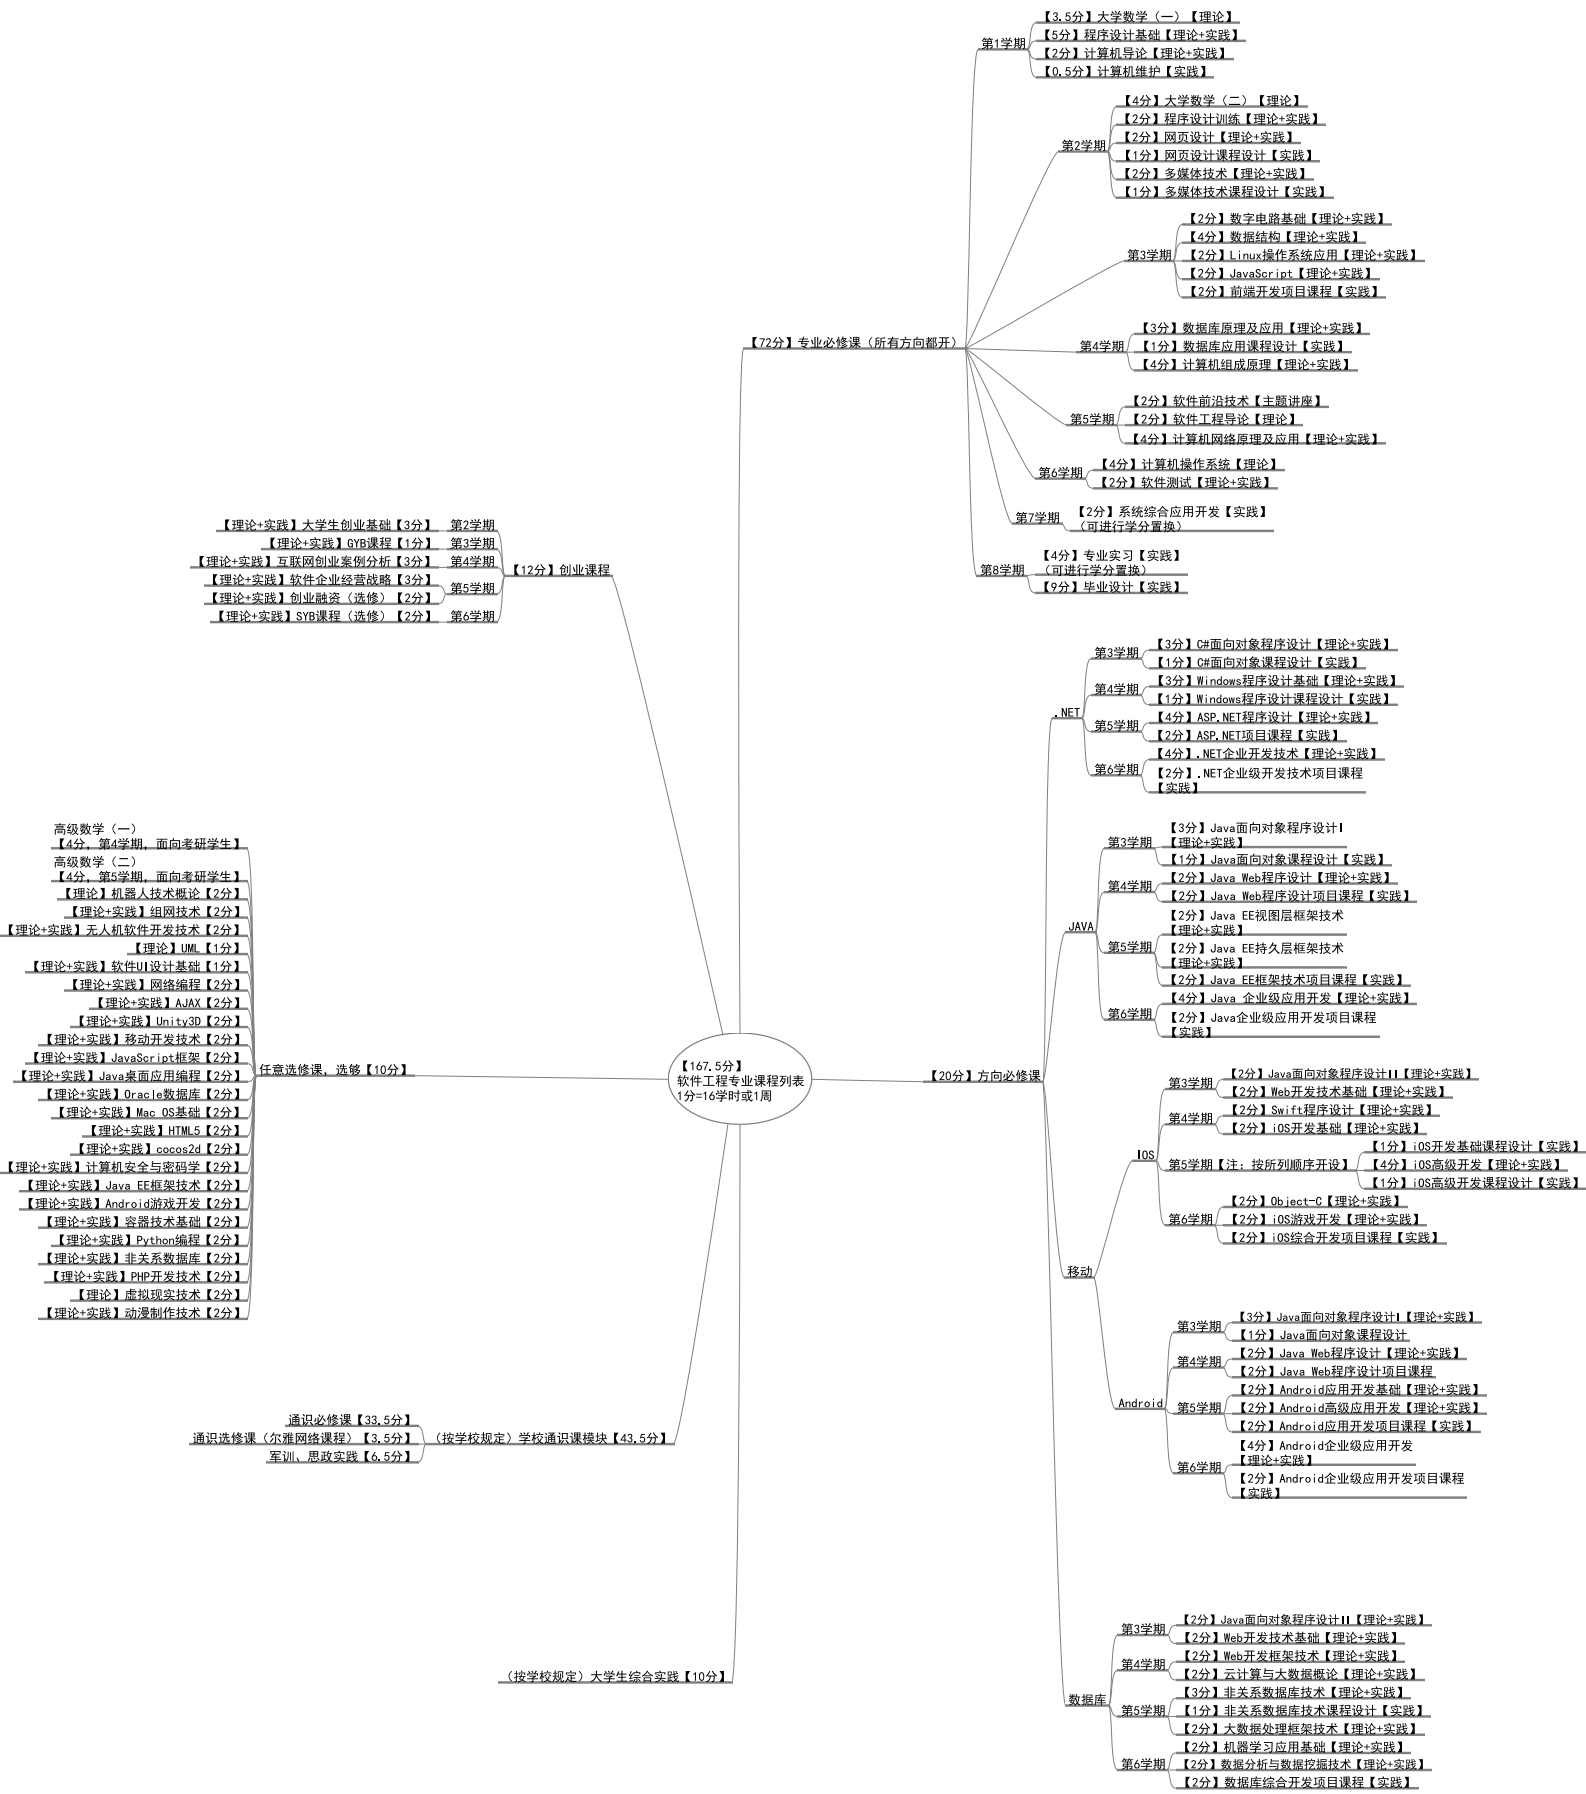 【167.5分】
软件工程专业课程列表
1分=16学时或1周
【72分】专业必修课（所有方向都开）
第1学期
【3.5分】大学数学（一）【理论】
【5分】程序设计基础【理论+实践】
【2分】计算机导论【理论+实践】
【0.5分】计算机维护【实践】
第2学期
【4分】大学数学（二）【理论】
【2分】程序设计训练【理论+实践】
【2分】网页设计【理论+实践】
【1分】网页设计课程设计【实践】
【2分】多媒体技术【理论+实践】
【1分】多媒体技术课程设计【实践】
第3学期
【2分】数字电路基础【理论+实践】
【4分】数据结构【理论+实践】
【2分】Linux操作系统应用【理论+实践】
【2分】JavaScript【理论+实践】
【2分】前端开发项目课程【实践】
第4学期
【3分】数据库原理及应用【理论+实践】
【1分】数据库应用课程设计【实践】
【4分】计算机组成原理【理论+实践】
第5学期
【2分】软件前沿技术【主题讲座】
【2分】软件工程导论【理论】
【4分】计算机网络原理及应用【理论+实践】
第6学期
【4分】计算机操作系统【理论】
【2分】软件测试【理论+实践】
第7学期
【2分】系统综合应用开发【实践】
（可进行学分置换）
第8学期
【4分】专业实习【实践】
（可进行学分置换）
【9分】毕业设计【实践】
【20分】方向必修课
.NET
第3学期
【3分】C#面向对象程序设计【理论+实践】
【1分】C#面向对象课程设计【实践】
第4学期
【3分】Windows程序设计基础【理论+实践】
【1分】Windows程序设计课程设计【实践】
第5学期
【4分】ASP.NET程序设计【理论+实践】
【2分】ASP.NET项目课程【实践】
第6学期
【4分】.NET企业开发技术【理论+实践】
【2分】.NET企业级开发技术项目课程
【实践】
JAVA
第3学期
【3分】Java面向对象程序设计I
【理论+实践】
【1分】Java面向对象课程设计【实践】
第4学期
【2分】Java Web程序设计【理论+实践】
【2分】Java Web程序设计项目课程【实践】
第5学期
【2分】Java EE视图层框架技术
【理论+实践】
【2分】Java EE持久层框架技术
【理论+实践】
【2分】Java EE框架技术项目课程【实践】
第6学期
【4分】Java 企业级应用开发【理论+实践】
【2分】Java企业级应用开发项目课程
【实践】
移动
IOS
第3学期
【2分】Java面向对象程序设计II【理论+实践】
【2分】Web开发技术基础【理论+实践】
第4学期
【2分】Swift程序设计【理论+实践】
【2分】iOS开发基础【理论+实践】
第5学期【注：按所列顺序开设】
【1分】iOS开发基础课程设计【实践】
【4分】iOS高级开发【理论+实践】
【1分】iOS高级开发课程设计【实践】
第6学期
【2分】Object-C【理论+实践】
【2分】iOS游戏开发【理论+实践】
【2分】iOS综合开发项目课程【实践】
Android
第3学期
【3分】Java面向对象程序设计I【理论+实践】
【1分】Java面向对象课程设计
第4学期
【2分】Java Web程序设计【理论+实践】
【2分】Java Web程序设计项目课程
第5学期
【2分】Android应用开发基础【理论+实践】
【2分】Android高级应用开发【理论+实践】
【2分】Android应用开发项目课程【实践】
第6学期
【4分】Android企业级应用开发
【理论+实践】
【2分】Android企业级应用开发项目课程
【实践】
数据库
第3学期
【2分】Java面向对象程序设计II【理论+实践】
【2分】Web开发技术基础【理论+实践】
第4学期
【2分】Web开发框架技术【理论+实践】
【2分】云计算与大数据概论【理论+实践】
第5学期
【3分】非关系数据库技术【理论+实践】
【1分】非关系数据库技术课程设计【实践】
【2分】大数据处理框架技术【理论+实践】
第6学期
【2分】机器学习应用基础【理论+实践】
【2分】数据分析与数据挖掘技术【理论+实践】
【2分】数据库综合开发项目课程【实践】
【12分】创业课程
第2学期
【理论+实践】大学生创业基础【3分】
第3学期
【理论+实践】GYB课程【1分】
第4学期
【理论+实践】互联网创业案例分析【3分】
第5学期
【理论+实践】软件企业经营战略【3分】
【理论+实践】创业融资（选修）【2分】
第6学期
【理论+实践】SYB课程（选修）【2分】
任意选修课，选够【10分】
高级数学（一）
【4分，第4学期，面向考研学生】
高级数学（二）
【4分，第5学期，面向考研学生】
【理论】机器人技术概论【2分】
【理论+实践】组网技术【2分】
【理论+实践】无人机软件开发技术【2分】
【理论】UML【1分】
【理论+实践】软件UI设计基础【1分】
【理论+实践】网络编程【2分】
【理论+实践】AJAX【2分】
【理论+实践】Unity3D【2分】
【理论+实践】移动开发技术【2分】
【理论+实践】JavaScript框架【2分】
【理论+实践】Java桌面应用编程【2分】
【理论+实践】Oracle数据库【2分】
【理论+实践】Mac OS基础【2分】
【理论+实践】HTML5【2分】
【理论+实践】cocos2d【2分】
【理论+实践】计算机安全与密码学【2分】
【理论+实践】Java EE框架技术【2分】
【理论+实践】Android游戏开发【2分】
【理论+实践】容器技术基础【2分】
【理论+实践】Python编程【2分】
【理论+实践】非关系数据库【2分】
【理论+实践】PHP开发技术【2分】
【理论】虚拟现实技术【2分】
【理论+实践】动漫制作技术【2分】
（按学校规定）学校通识课模块【43.5分】
通识必修课【33.5分】
通识选修课（尔雅网络课程）【3.5分】
军训、思政实践【6.5分】
（按学校规定）大学生综合实践【10分】